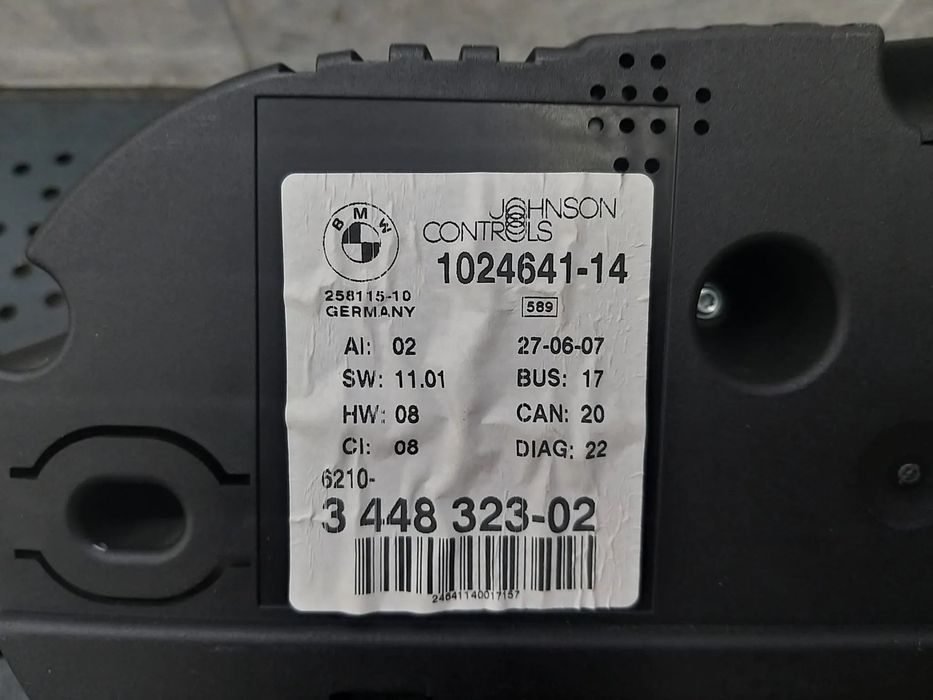 BMW
JOHNSON
CONTROLS
1024641-14
258115-10
GERMANY
589
AI: 02 27-06-07
SW: 11.01 BUS: 17
HW: 08 CAN: 20
CI: 08 DIAG: 22
6210-
3 448 323-02
24641140017157